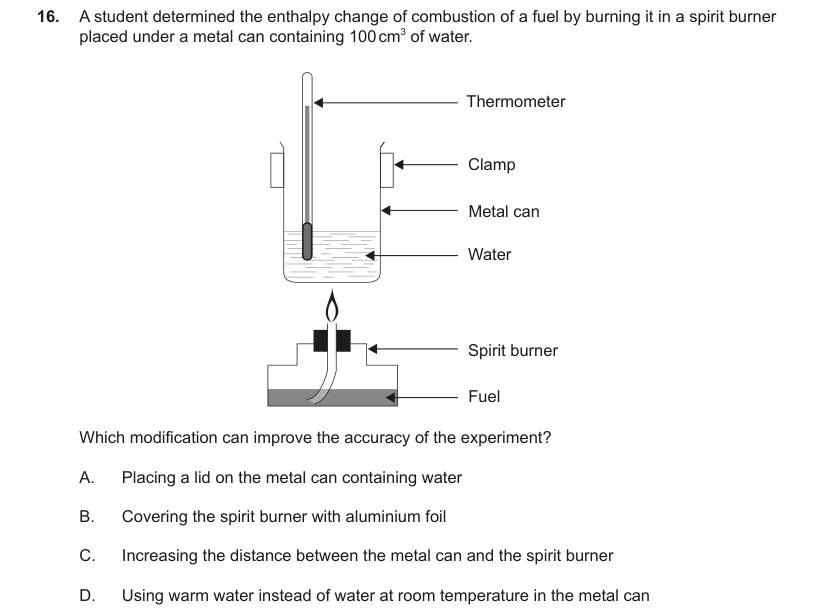 16. A student determined the enthalpy change of combustion of a fuel by burning it in a spirit burner
placed under a metal can containing 100 cm³ of water.
Thermometer
Clamp
Metal can
Water
Spirit burner
Fuel
Which modification can improve the accuracy of the experiment?
A. Placing a lid on the metal can containing water
B. Covering the spirit burner with aluminium foil
C. Increasing the distance between the metal can and the spirit burner
D. Using warm water instead of water at room temperature in the metal can